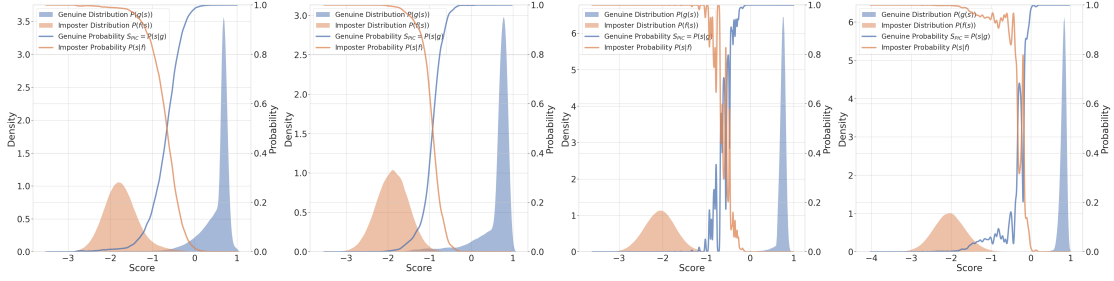 Genuine Distribution P(g(s))
Imposter Distribution P(f(s))
Genuine Probability S_PIC = P(s|g)
Imposter Probability P(s|f)
Density
3.5
3.0
2.5
2.0
1.5
1.0
0.5
0.0
1.0
0.8
0.6
0.4
0.2
0.0
Probability
−3 −2 −1 0 1
Score
Genuine Distribution P(g(s))
Imposter Distribution P(f(s))
Genuine Probability S_PIC = P(s|g)
Imposter Probability P(s|f)
Density
3.0
2.5
2.0
1.5
1.0
0.5
0.0
1.0
0.8
0.6
0.4
0.2
0.0
Probability
−3 −2 −1 0 1
Score
Genuine Distribution P(g(s))
Imposter Distribution P(f(s))
Genuine Probability S_PIC = P(s|g)
Imposter Probability P(s|f)
Density
6
5
4
3
2
1
0
1.0
0.8
0.6
0.4
0.2
0.0
Probability
−3 −2 −1 0 1
Score
Genuine Distribution P(g(s))
Imposter Distribution P(f(s))
Genuine Probability S_PIC = P(s|g)
Imposter Probability P(s|f)
Density
6
5
4
3
2
1
0
1.0
0.8
0.6
0.4
0.2
0.0
Probability
−4 −3 −2 −1 0 1
Score